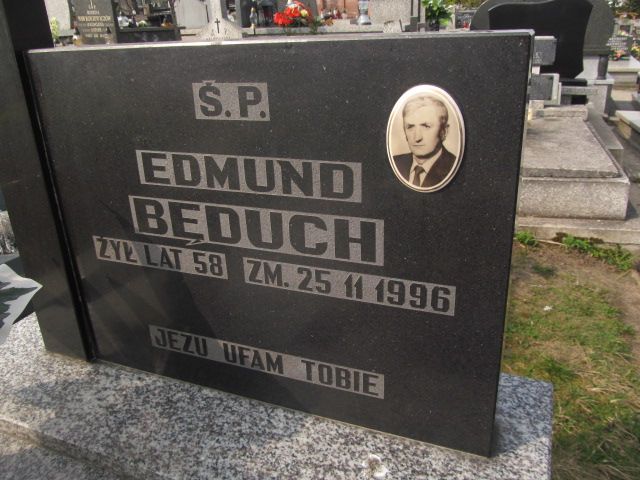 Ś.P.
EDMUND
BĘDUCH
ŻYŁ LAT 58 ZM. 25 11 1996
JEZU UFAM TOBIE